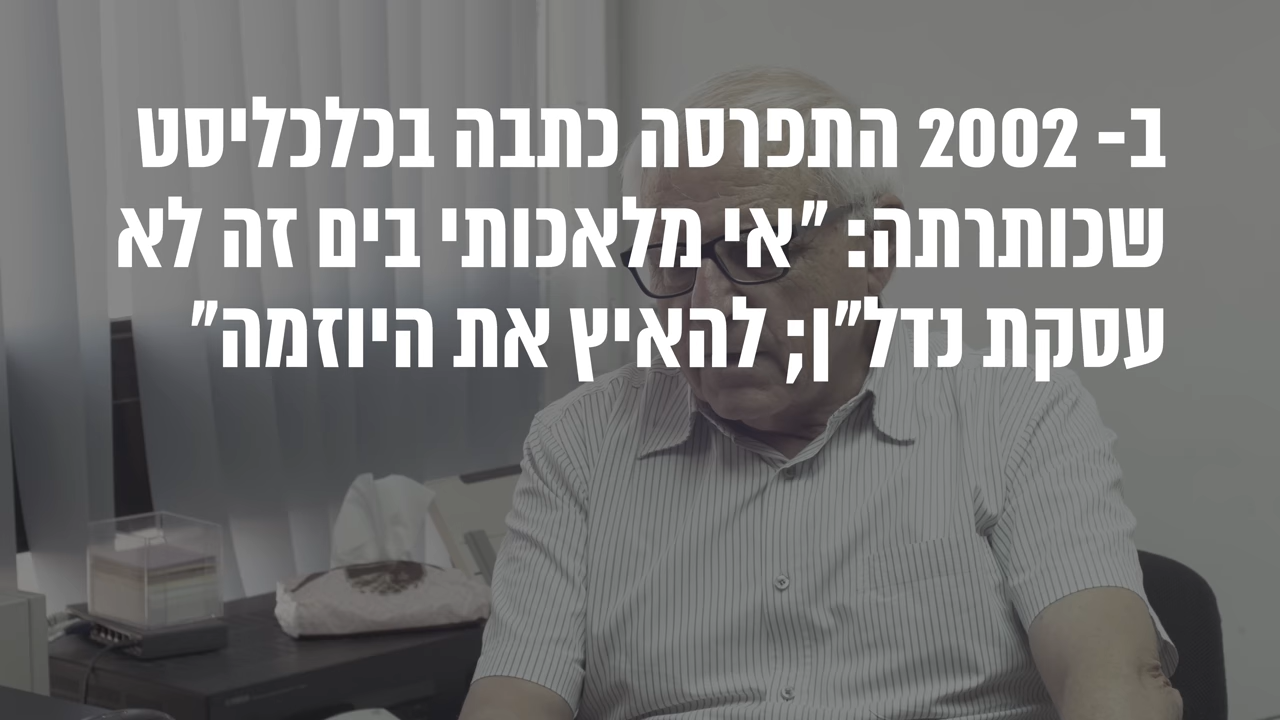 ב- 2002 התפרסה כתבה בכלכליסט
שכותרתה: "אי מלאכותי בים זה לא
עסקת נדל"ן; להאיץ את היוזמה"